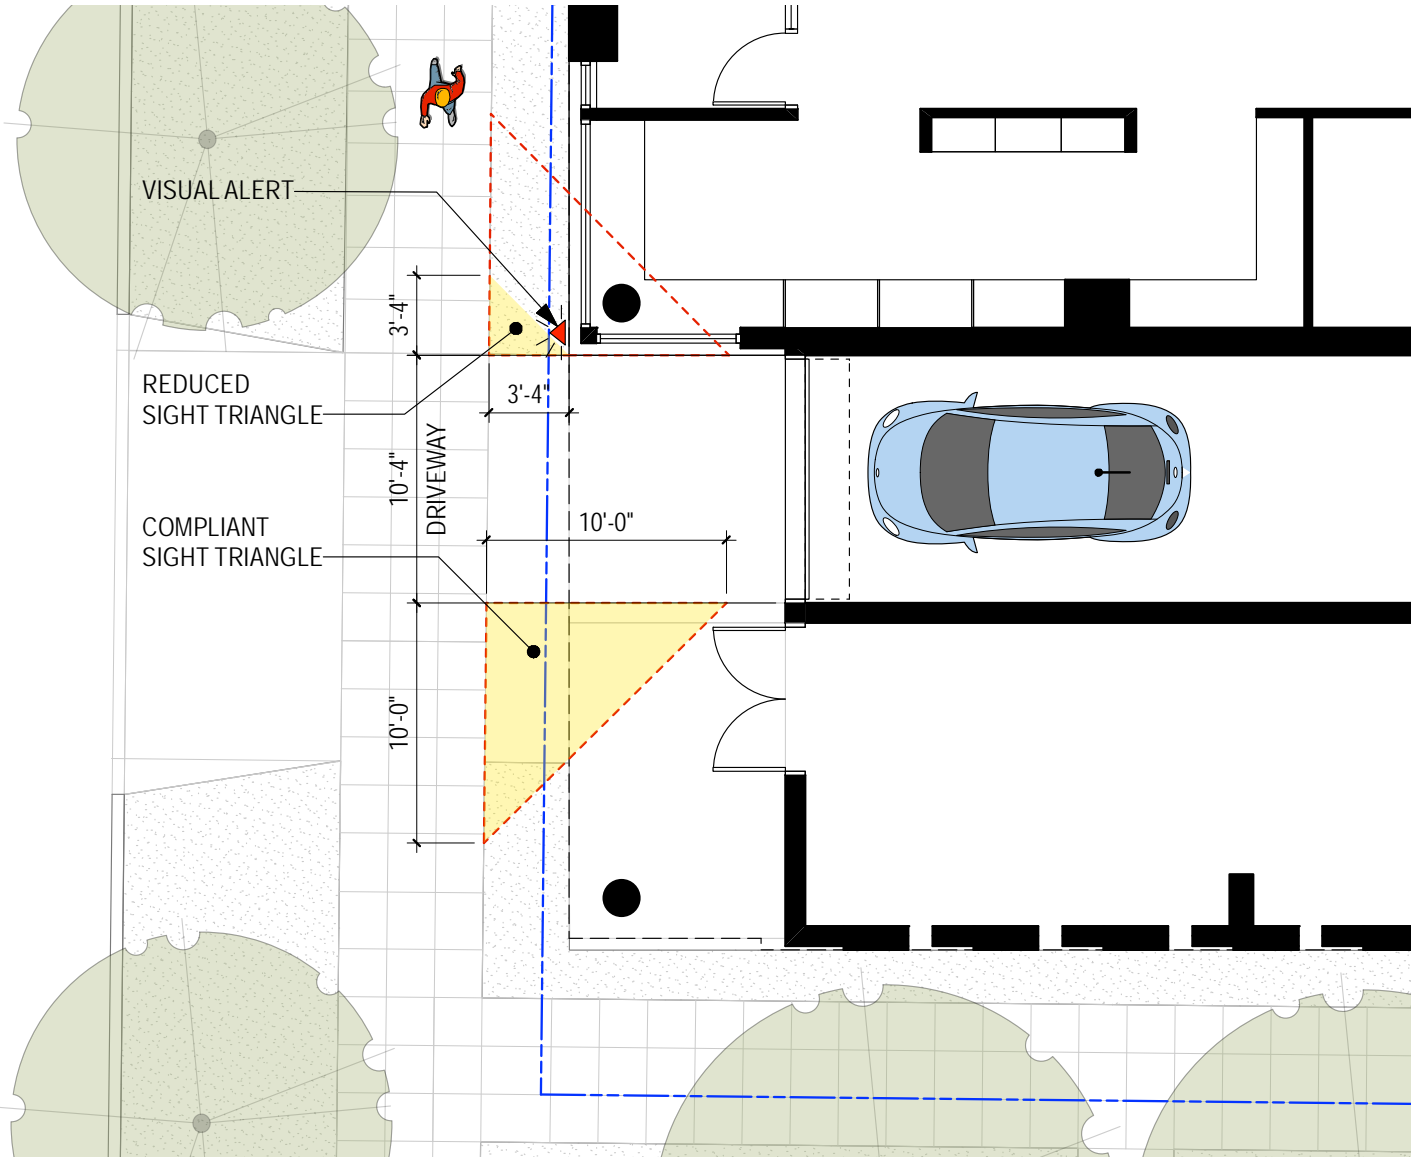 VISUAL ALERT
3'-4"
REDUCED
SIGHT TRIANGLE
3'-4"
10'-4"
DRIVEWAY
COMPLIANT
SIGHT TRIANGLE
10'-0"
10'-0"